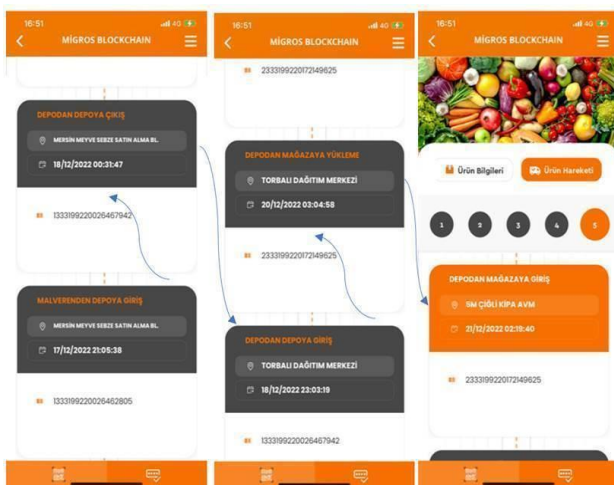 16:51
4G
MİGROS BLOCKCHAIN
DEPODAN DEPOYA ÇIKIŞ
MERSİN MEYVE SEBZE SATIN ALMA BL.
18/12/2022 00:31:47
1333199220026467942
MALVERENDEN DEPOYA GİRİŞ
MERSİN MEYVE SEBZE SATIN ALMA BL.
17/12/2022 21:05:38
1333199220026462805
16:51
4G
MİGROS BLOCKCHAIN
2333199220172149625
DEPODAN MAĞAZAYA YÜKLEME
TORBALI DAĞITIM MERKEZİ
20/12/2022 03:04:58
2333199220172149625
DEPODAN DEPOYA GİRİŞ
TORBALI DAĞITIM MERKEZİ
18/12/2022 23:03:19
1333199220026467942
16:51
4G
MİGROS BLOCKCHAIN
Ürün Bilgileri
Ürün Hareketi
1 2 3 4 5
DEPODAN MAĞAZAYA GİRİŞ
5M ÇİĞLİ KİPA AVM
21/12/2022 02:19:40
2333199220172149625